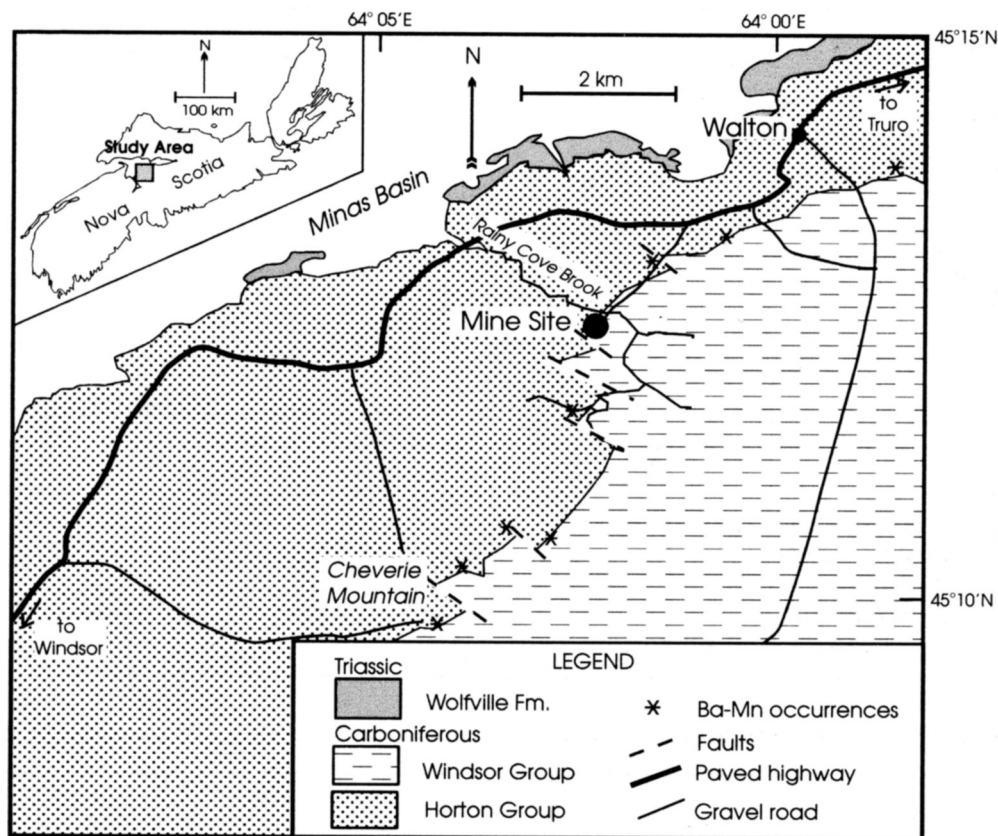 64° 05'E
64° 00'E
45°15'N
N
100 km
Study Area
Nova
Scotia
N
2 km
Walton
to
Truro
Minas Basin
Rainy Cove Brook
Mine Site
Cheverie
Mountain
45°10'N
to
Windsor
LEGEND
Triassic
Wolfville Fm.
Carboniferous
Windsor Group
Horton Group
Ba-Mn occurrences
Faults
Paved highway
Gravel road